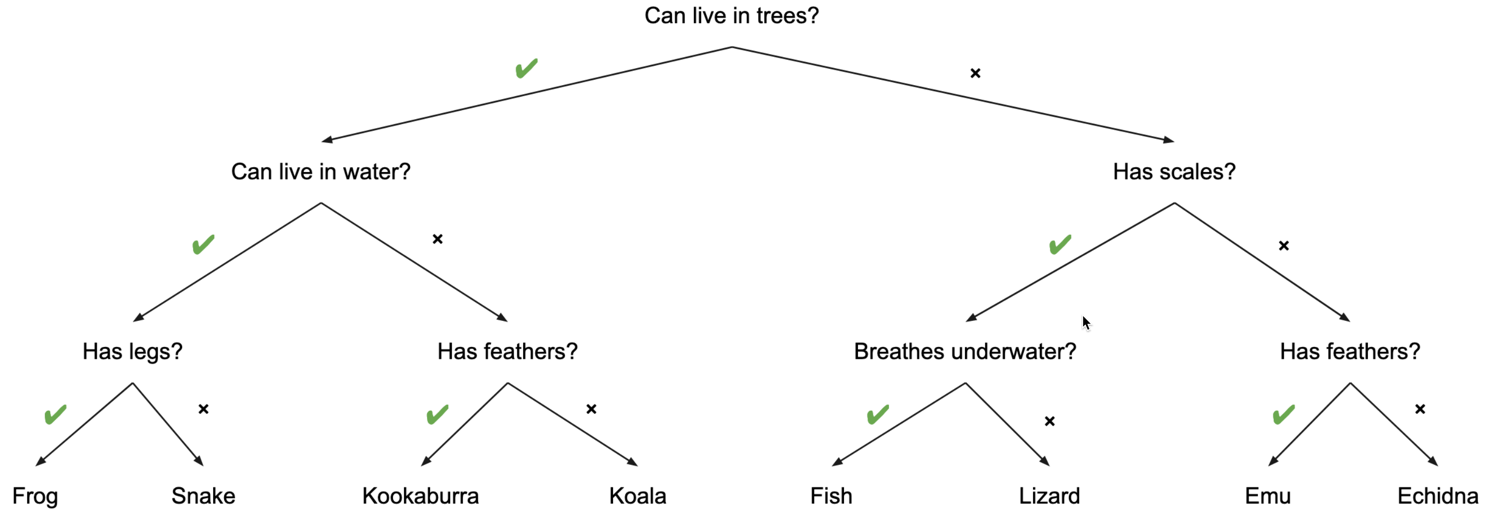 Can live in trees?
Can live in water?
Has scales?
Has legs?
Has feathers?
Breathes underwater?
Has feathers?
Frog
Snake
Kookaburra
Koala
Fish
Lizard
Emu
Echidna